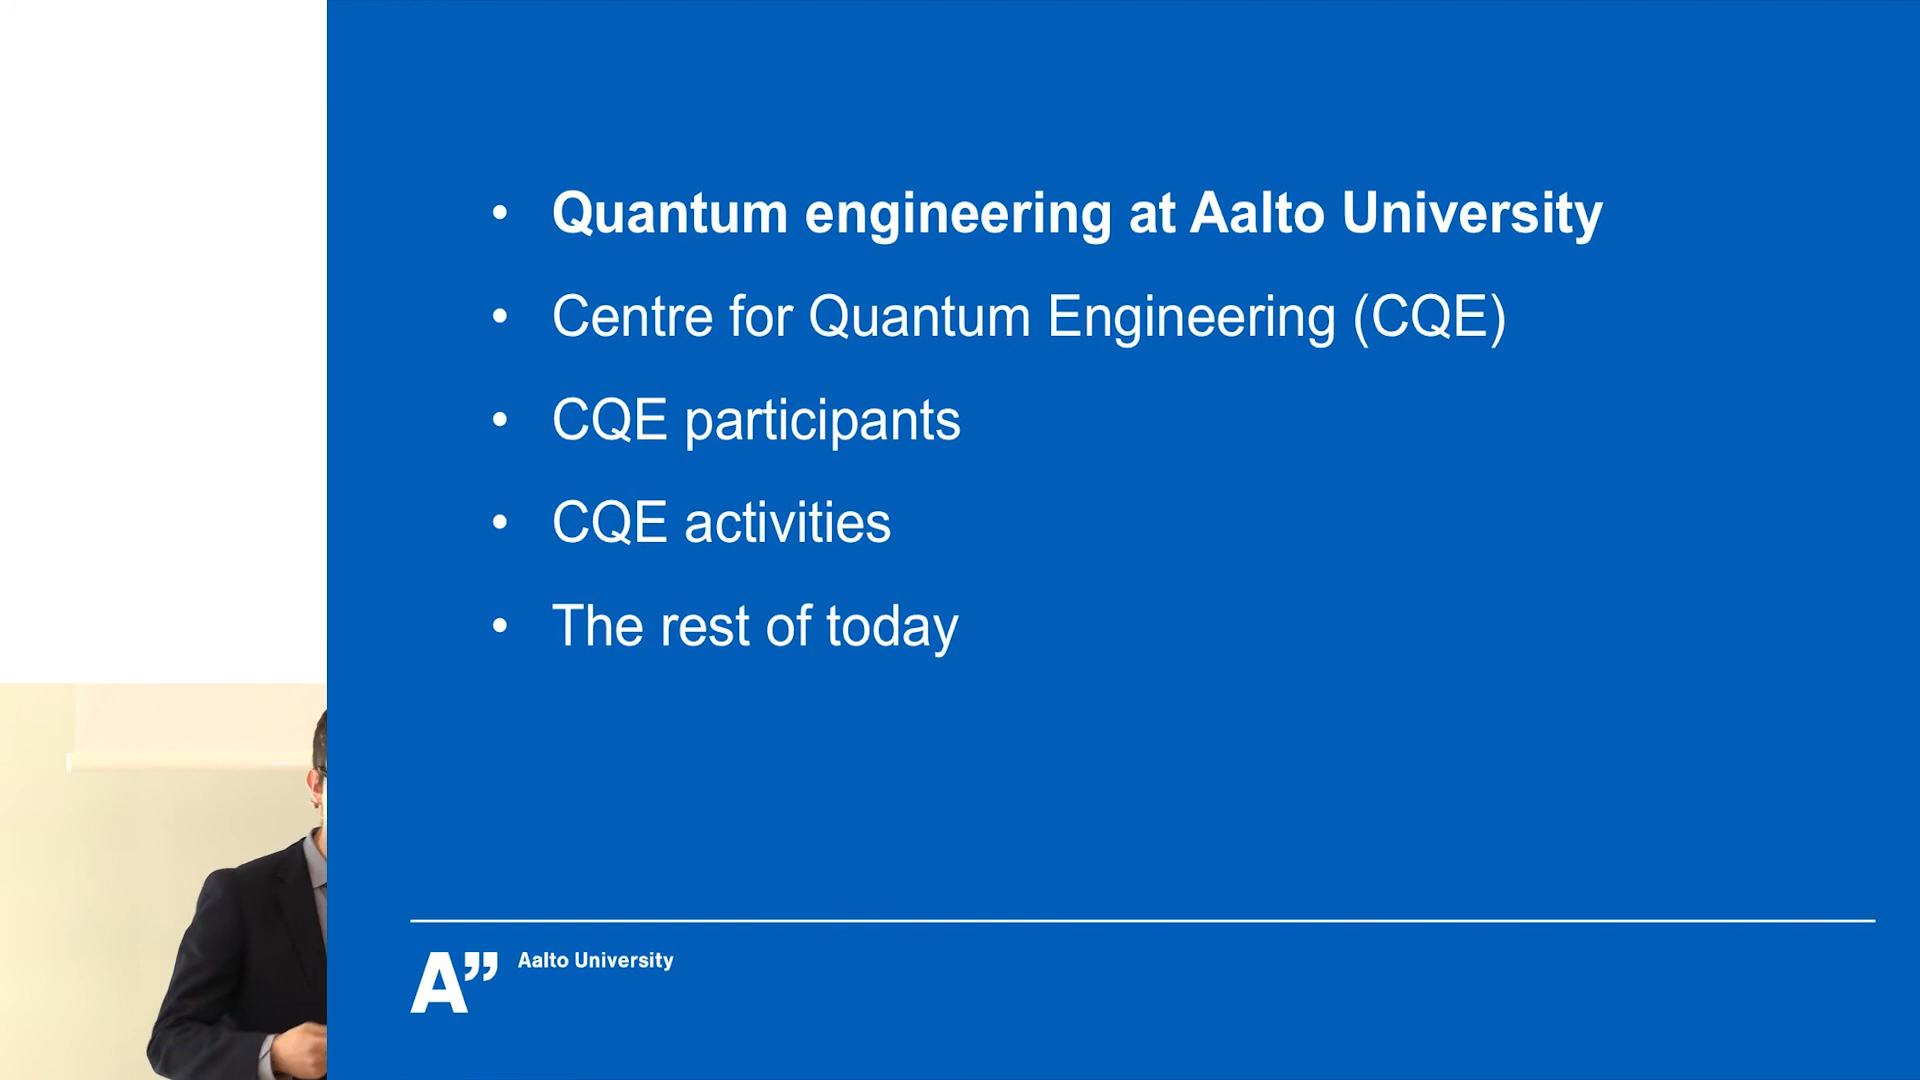 • Quantum engineering at Aalto University
• Centre for Quantum Engineering (CQE)
• CQE participants
• CQE activities
• The rest of today
A” Aalto University